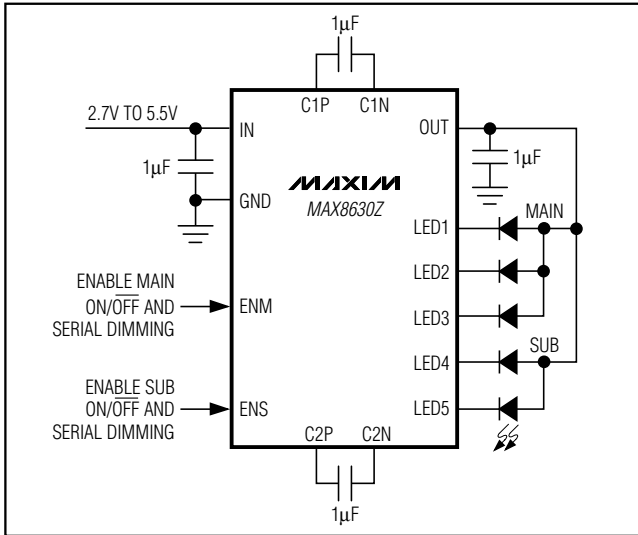 1µF
C1P C1N
2.7V TO 5.5V
IN
OUT
1µF
1µF
MAXIM
MAX8630Z
GND
MAIN
LED1
LED2
ENABLE MAIN
ON/OFF AND
SERIAL DIMMING
ENM
LED3
SUB
LED4
ENABLE SUB
ON/OFF AND
SERIAL DIMMING
ENS
LED5
C2P C2N
1µF